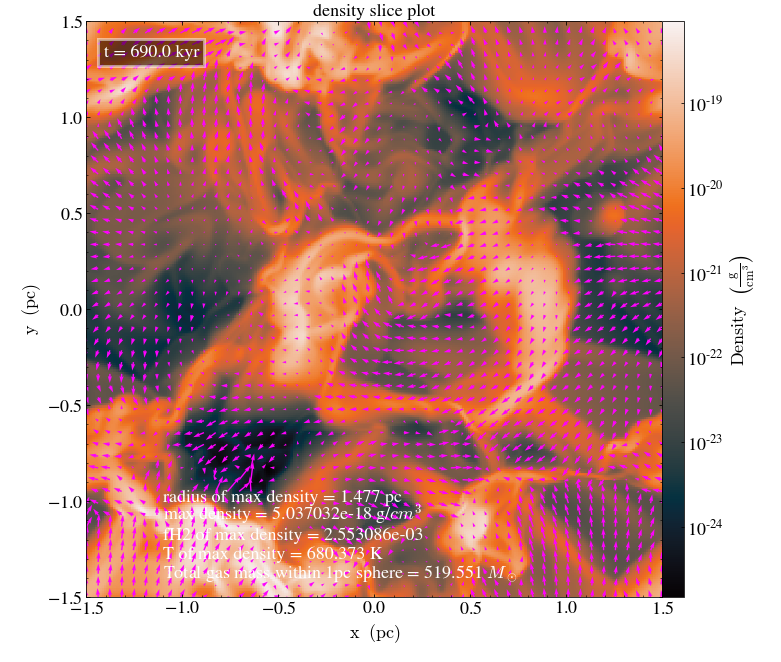 density slice plot
t = 690.0 kyr
1.5
1.0
0.5
0.0
−0.5
−1.0
−1.5
y (pc)
radius of max density = 1.477 pc
max density = 5.037032e-18 g/cm³
fH2 of max density = 2.553086e-03
T of max density = 680.373 K
Total gas mass within 1pc sphere = 519.551 M⊙
−1.5 −1.0 −0.5 0.0 0.5 1.0 1.5
x (pc)
10⁻¹⁹
10⁻²⁰
10⁻²¹
10⁻²²
10⁻²³
10⁻²⁴
Density (g/cm³)